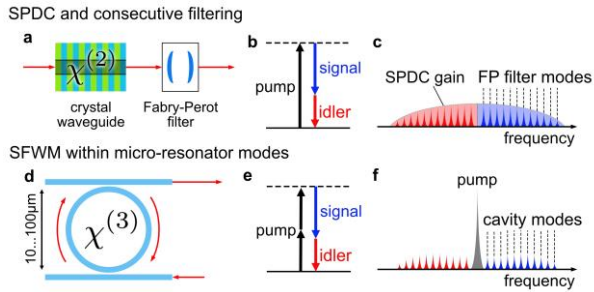 SPDC and consecutive filtering
a
χ(2)
crystal
waveguide
Fabry-Perot
filter
b
pump
signal
idler
c
SPDC gain
FP filter modes
frequency
SFWM within micro-resonator modes
d
10...100μm
χ(3)
e
pump
signal
idler
f
pump
cavity modes
frequency